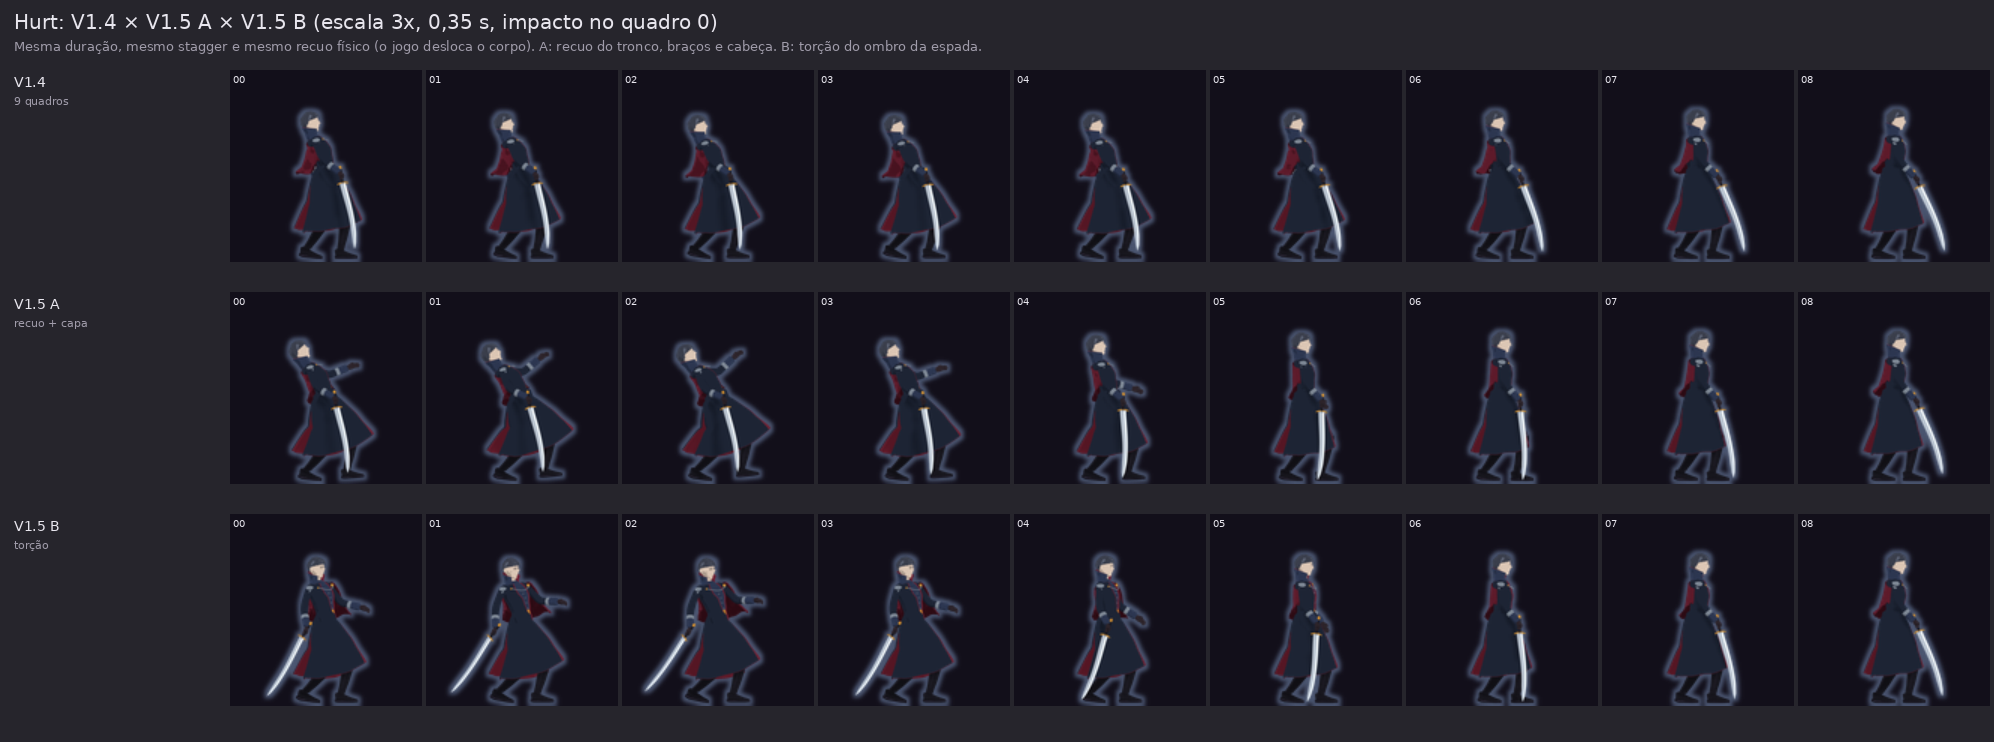 Hurt: V1.4 × V1.5 A × V1.5 B (escala 3x, 0,35 s, impacto no quadro 0)
Mesma duração, mesmo stagger e mesmo recuo físico (o jogo desloca o corpo). A: recuo do tronco, braços e cabeça. B: torção do ombro da espada.
V1.4
9 quadros
00 01 02 03 04 05 06 07 08
V1.5 A
recuo + capa
00 01 02 03 04 05 06 07 08
V1.5 B
torção
00 01 02 03 04 05 06 07 08